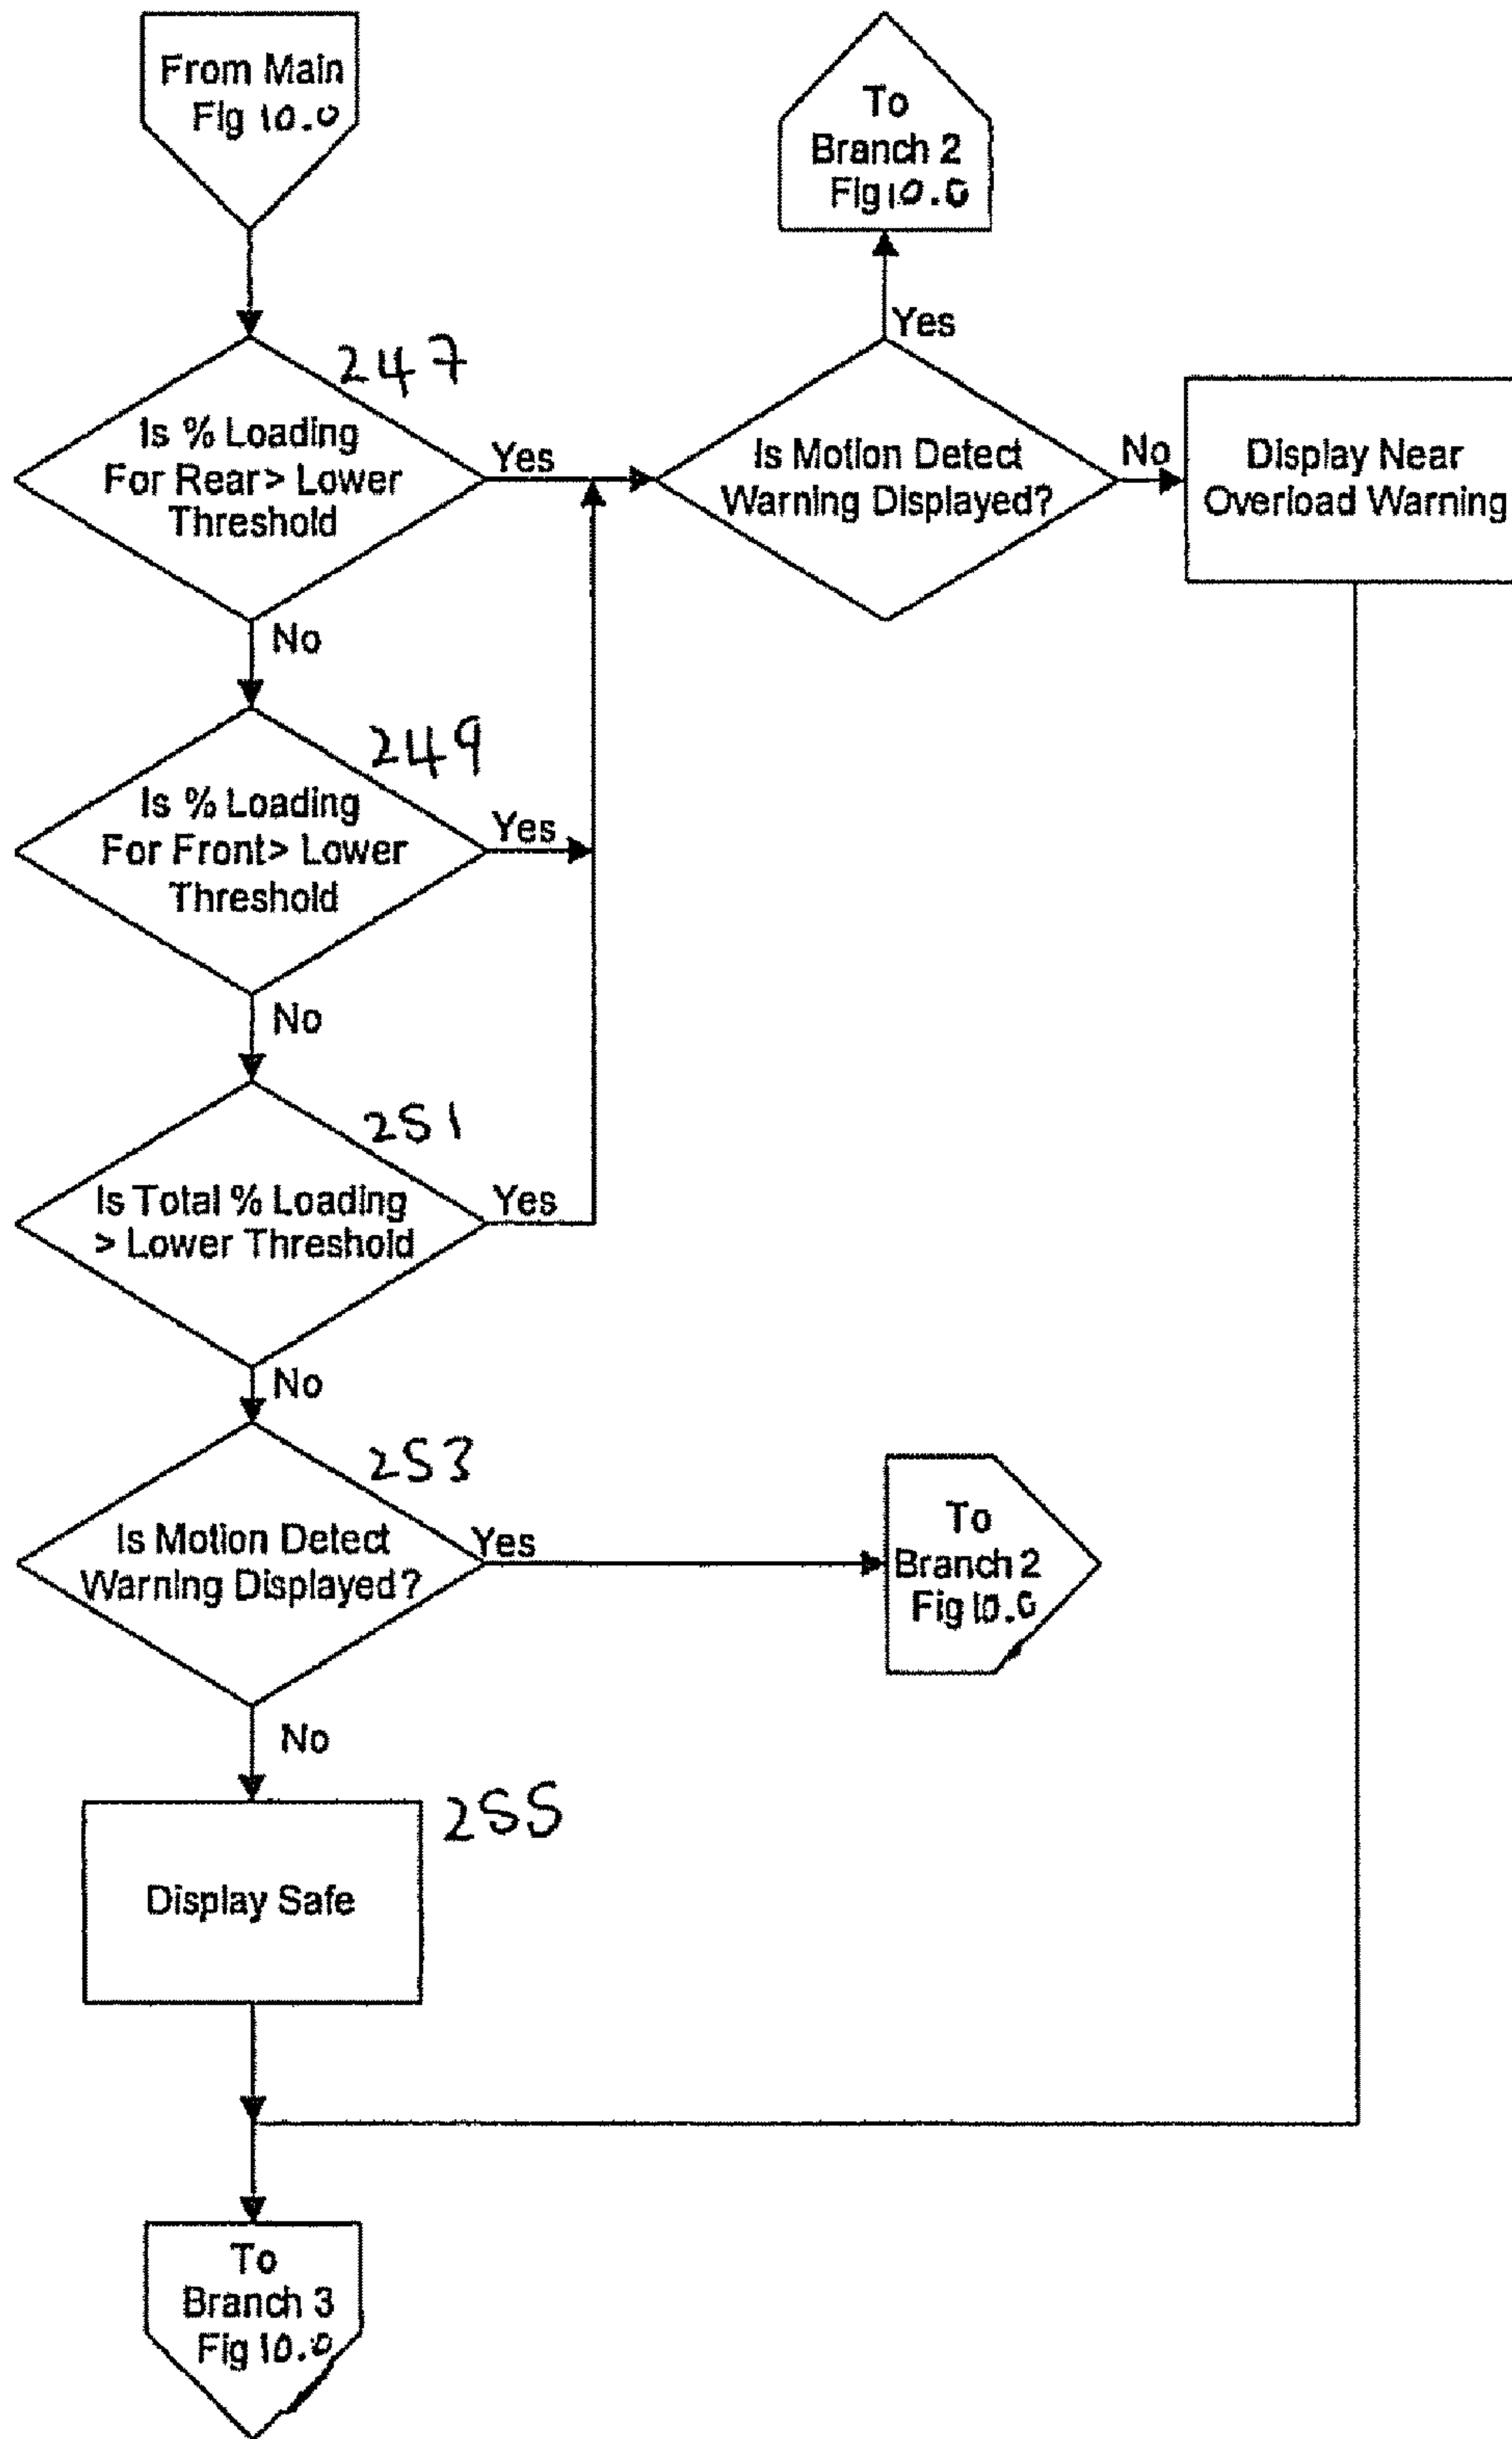 From Main
Fig 10.0
To
Branch 2
Fig 10.0
Yes
247
Is % Loading
For Rear> Lower
Threshold
Yes
Is Motion Detect
Warning Displayed?
No
Display Near
Overload Warning
No
249
Is % Loading
For Front> Lower
Threshold
Yes
No
251
Is Total % Loading
> Lower Threshold
Yes
No
253
Is Motion Detect
Warning Displayed?
Yes
To
Branch 2
Fig 10.0
No
255
Display Safe
To
Branch 3
Fig 10.0